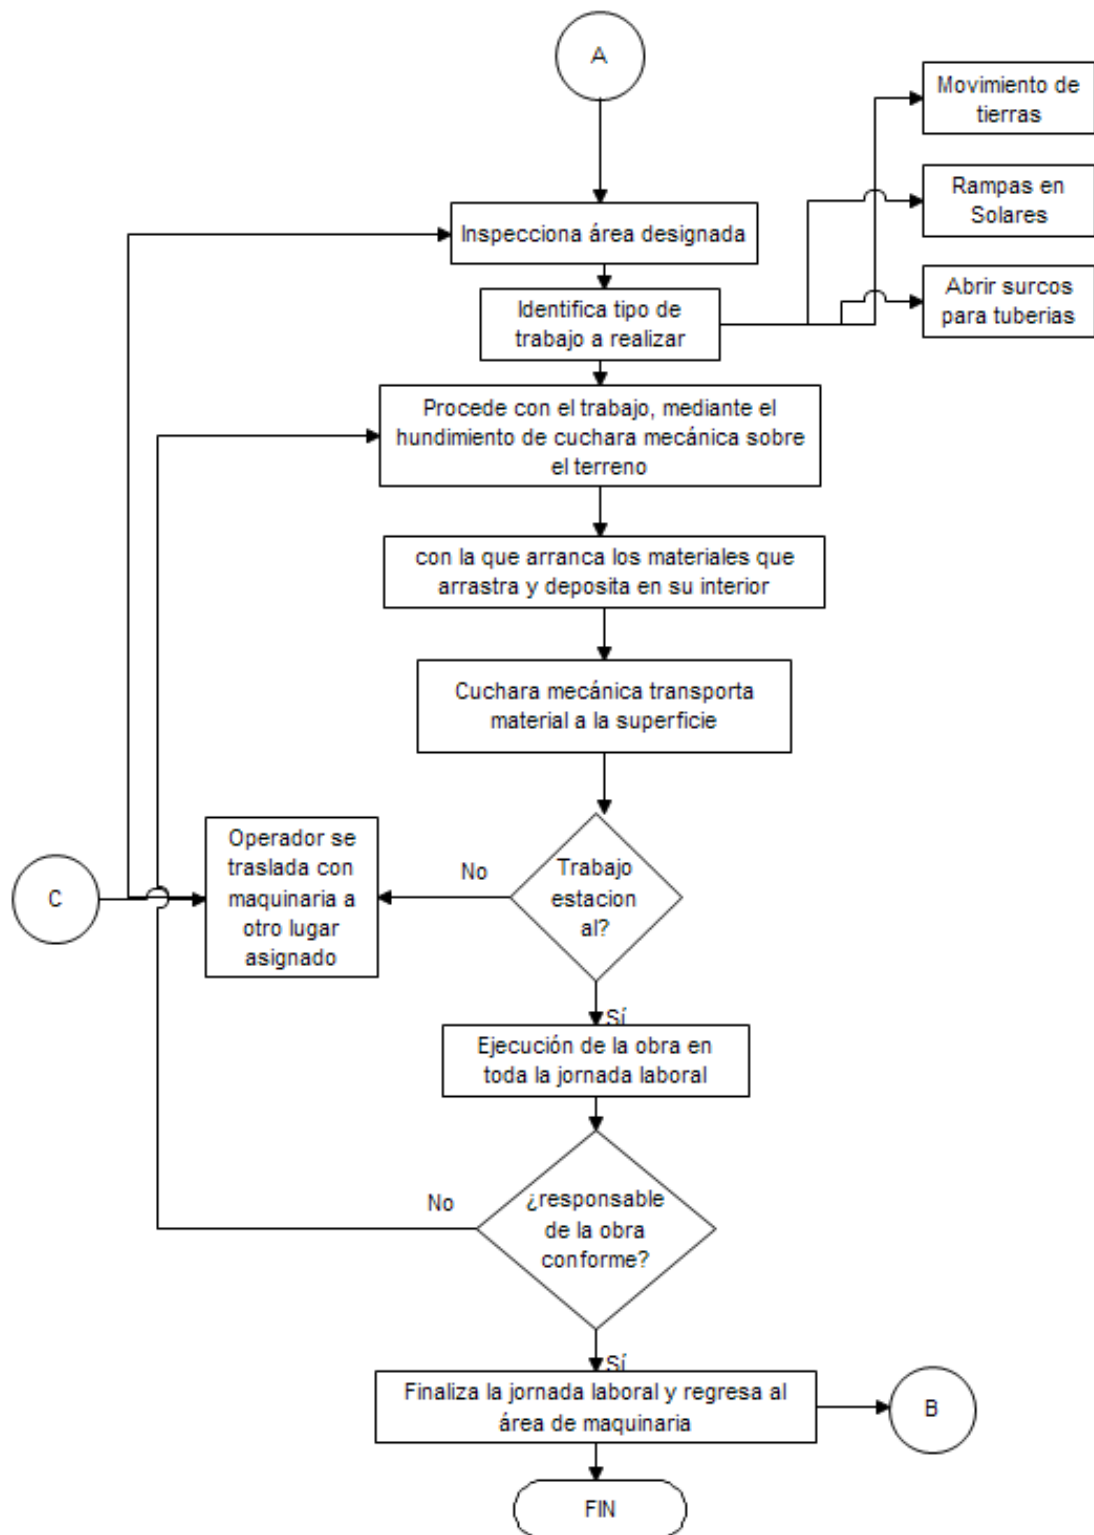 A
Movimiento de
tierras
Rampas en
Solares
Inspecciona área designada
Abrir surcos
para tuberias
Identifica tipo de
trabajo a realizar
Procede con el trabajo, mediante el
hundimiento de cuchara mecánica sobre
el terreno
con la que arranca los materiales que
arrastra y deposita en su interior
Cuchara mecánica transporta
material a la superficie
Operador se
traslada con
maquinaria a
otro lugar
asignado
C
No
Trabajo
estacion
al?
Sí
Ejecución de la obra en
toda la jornada laboral
No
¿responsable
de la obra
conforme?
Sí
Finaliza la jornada laboral y regresa al
área de maquinaria
B
FIN